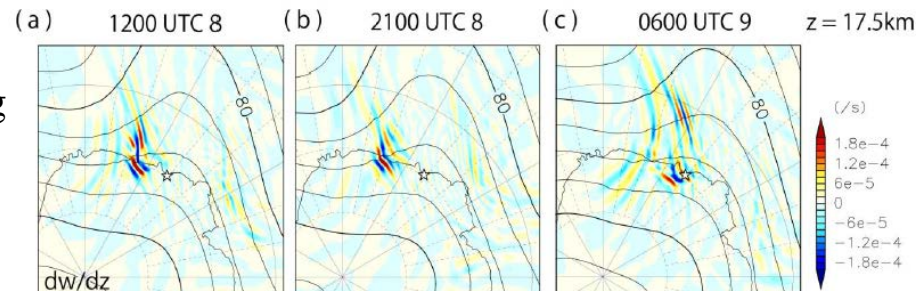 (a) 1200 UTC 8 (b) 2100 UTC 8 (c) 0600 UTC 9 z = 17.5km
g
80
80
80
(/s)
1.8e-4
1.2e-4
6e-5
0
-6e-5
-1.2e-4
-1.8e-4
dw/dz